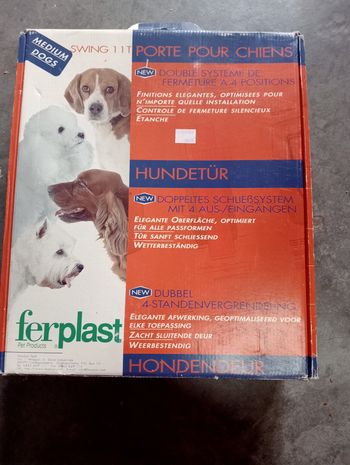 MEDIUM
DOGS
SWING 11T
PORTE POUR CHIENS
NEW DOUBLE SYSTEME DE
FERMETURE A 4 POSITIONS
FINITIONS ELEGANTES, OPTIMISEES POUR
N'IMPORTE QUELLE INSTALLATION
CONTROLE DE FERMETURE SILENCIEUX
ETANCHE
HUNDETÜR
NEW DOPPELTES SCHLIEßSYSTEM
MIT 4 AUS-/EINGANGEN
ELEGANTE OBERFLÄCHE, OPTIMIERT
FÜR ALLE PASSFORMEN
TÜR SANFT SCHLIESSEND
WETTERBESTÄNDIG
NEW DUBBEL
4-STANDENVERGRENDELING
ELEGANTE AFWERKING, GEOPTIMALISEERD VOOR
ELKE TOEPASSING
ZACHT SLUITENDE DEUR
WEERBESTENDIG
HONDENDEUR
ferplast
Pet Products